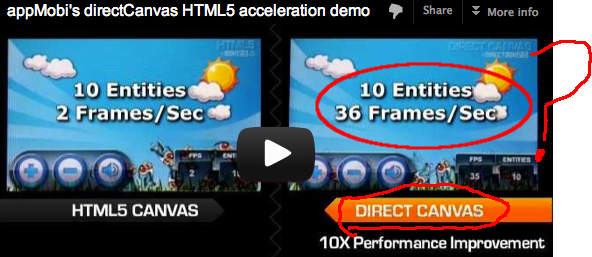 appMobi's directCanvas HTML5 acceleration demo
Share
More info
HTML5
DIRECT CANVAS
10 Entities
2 Frames/Sec
10 Entities
36 Frames/Sec
FPS
ENTITIES
2
10
FPS
ENTITIES
35
10
HTML5 CANVAS
DIRECT CANVAS
10X Performance Improvement